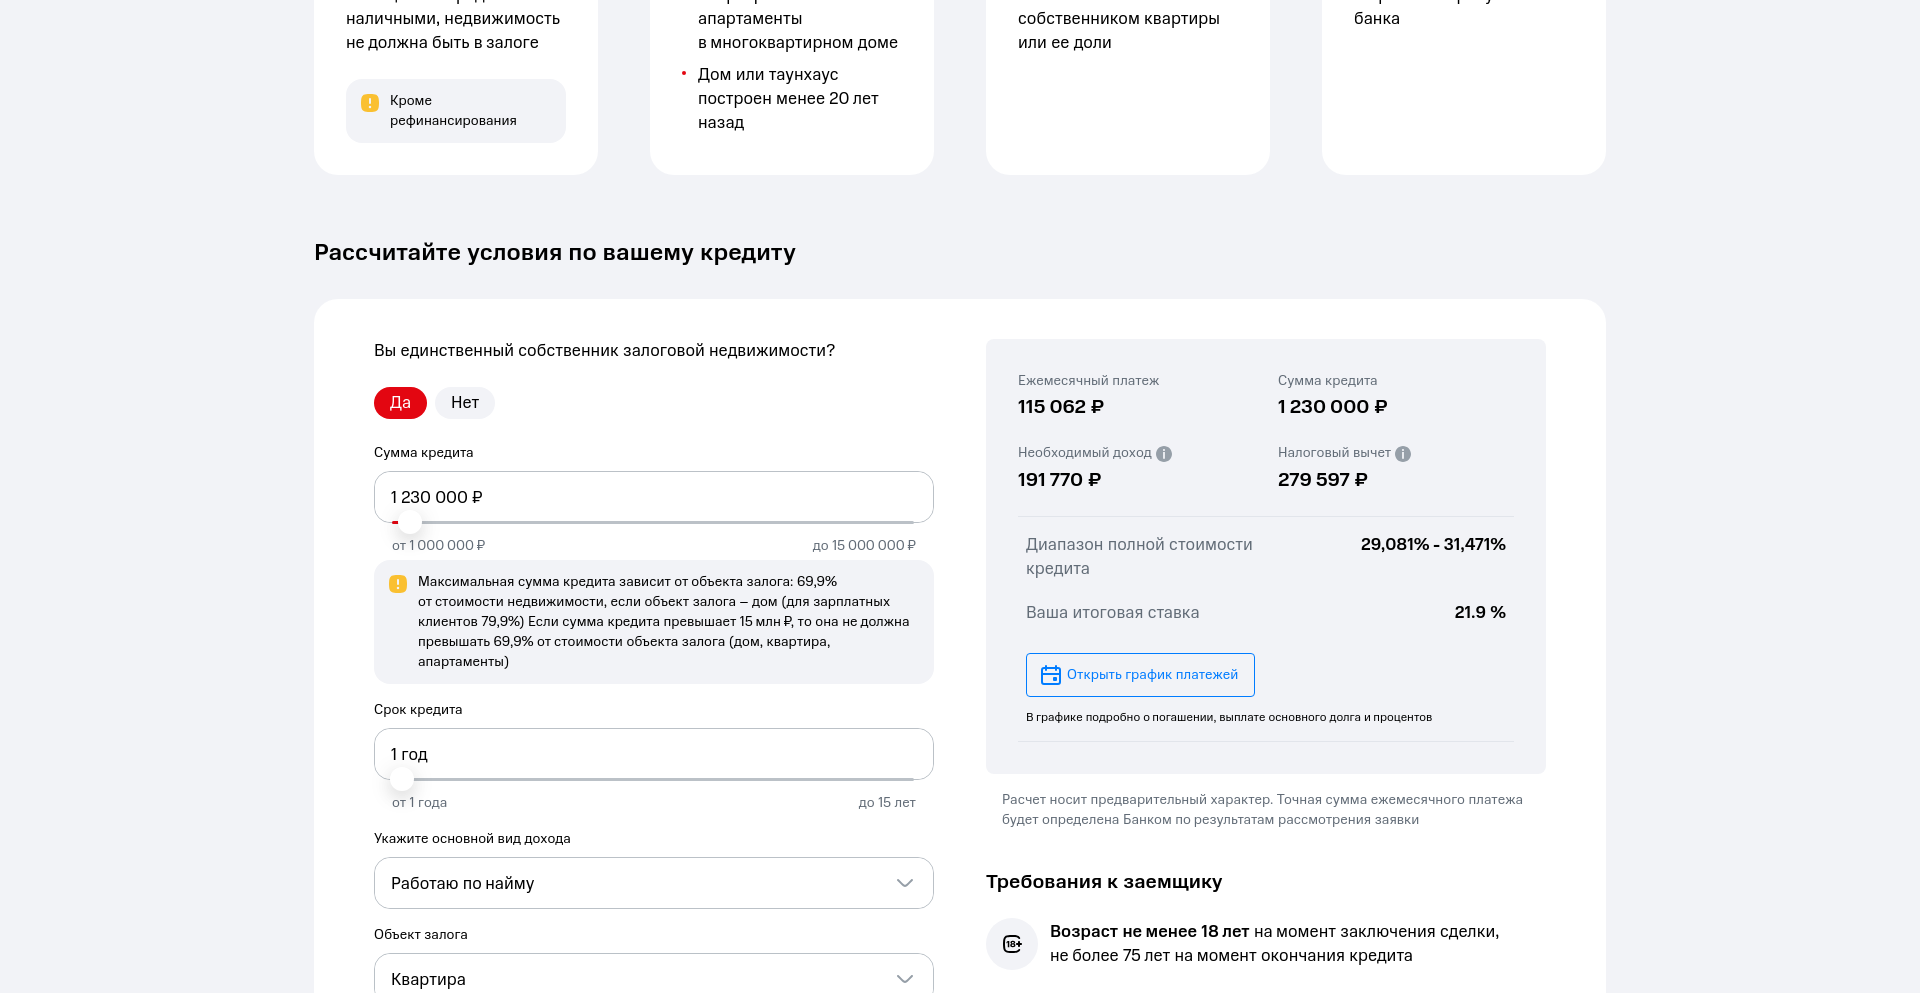 наличными, недвижимость
не должна быть в залоге
Кроме
рефинансирования
апартаменты
в многоквартирном доме
Дом или таунхаус
построен менее 20 лет
назад
собственником квартиры
или ее доли
банка
Рассчитайте условия по вашему кредиту
Вы единственный собственник залоговой недвижимости?
Да
Нет
Сумма кредита
1 230 000 ₽
от 1 000 000 ₽
до 15 000 000 ₽
Максимальная сумма кредита зависит от объекта залога: 69,9%
от стоимости недвижимости, если объект залога – дом (для зарплатных
клиентов 79,9%) Если сумма кредита превышает 15 млн ₽, то она не должна
превышать 69,9% от стоимости объекта залога (дом, квартира,
апартаменты)
Срок кредита
1 год
от 1 года
до 15 лет
Укажите основной вид дохода
Работаю по найму
Объект залога
Квартира
Ежемесячный платеж
115 062 ₽
Сумма кредита
1 230 000 ₽
Необходимый доход
191 770 ₽
Налоговый вычет
279 597 ₽
Диапазон полной стоимости
кредита
29,081% - 31,471%
Ваша итоговая ставка
21.9 %
Открыть график платежей
В графике подробно о погашении, выплате основного долга и процентов
Расчет носит предварительный характер. Точная сумма ежемесячного платежа
будет определена Банком по результатам рассмотрения заявки
Требования к заемщику
18+
Возраст не менее 18 лет на момент заключения сделки,
не более 75 лет на момент окончания кредита